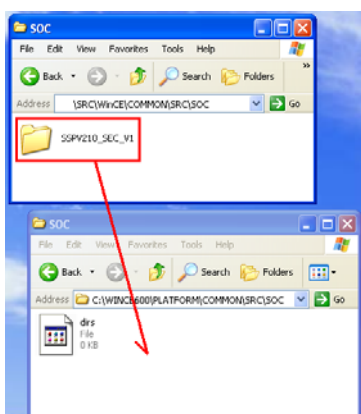 SOC
File Edit View Favorites Tools Help
Back Search Folders »
Address \SRC\WinCE\COMMON\SRC\SOC Go
SSPV210_SEC_V1
SOC
File Edit View Favorites Tools Help
Back Search Folders
Address C:\WINCE600\PLATFORM\COMMON\SRC\SOC Go
drs
File
0 KB